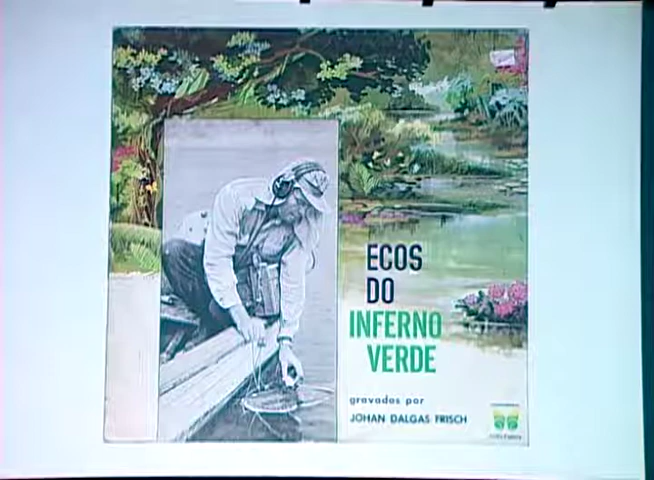 ECOS
DO
INFERNO
VERDE
gravados por
JOHAN DALGAS FRISCH